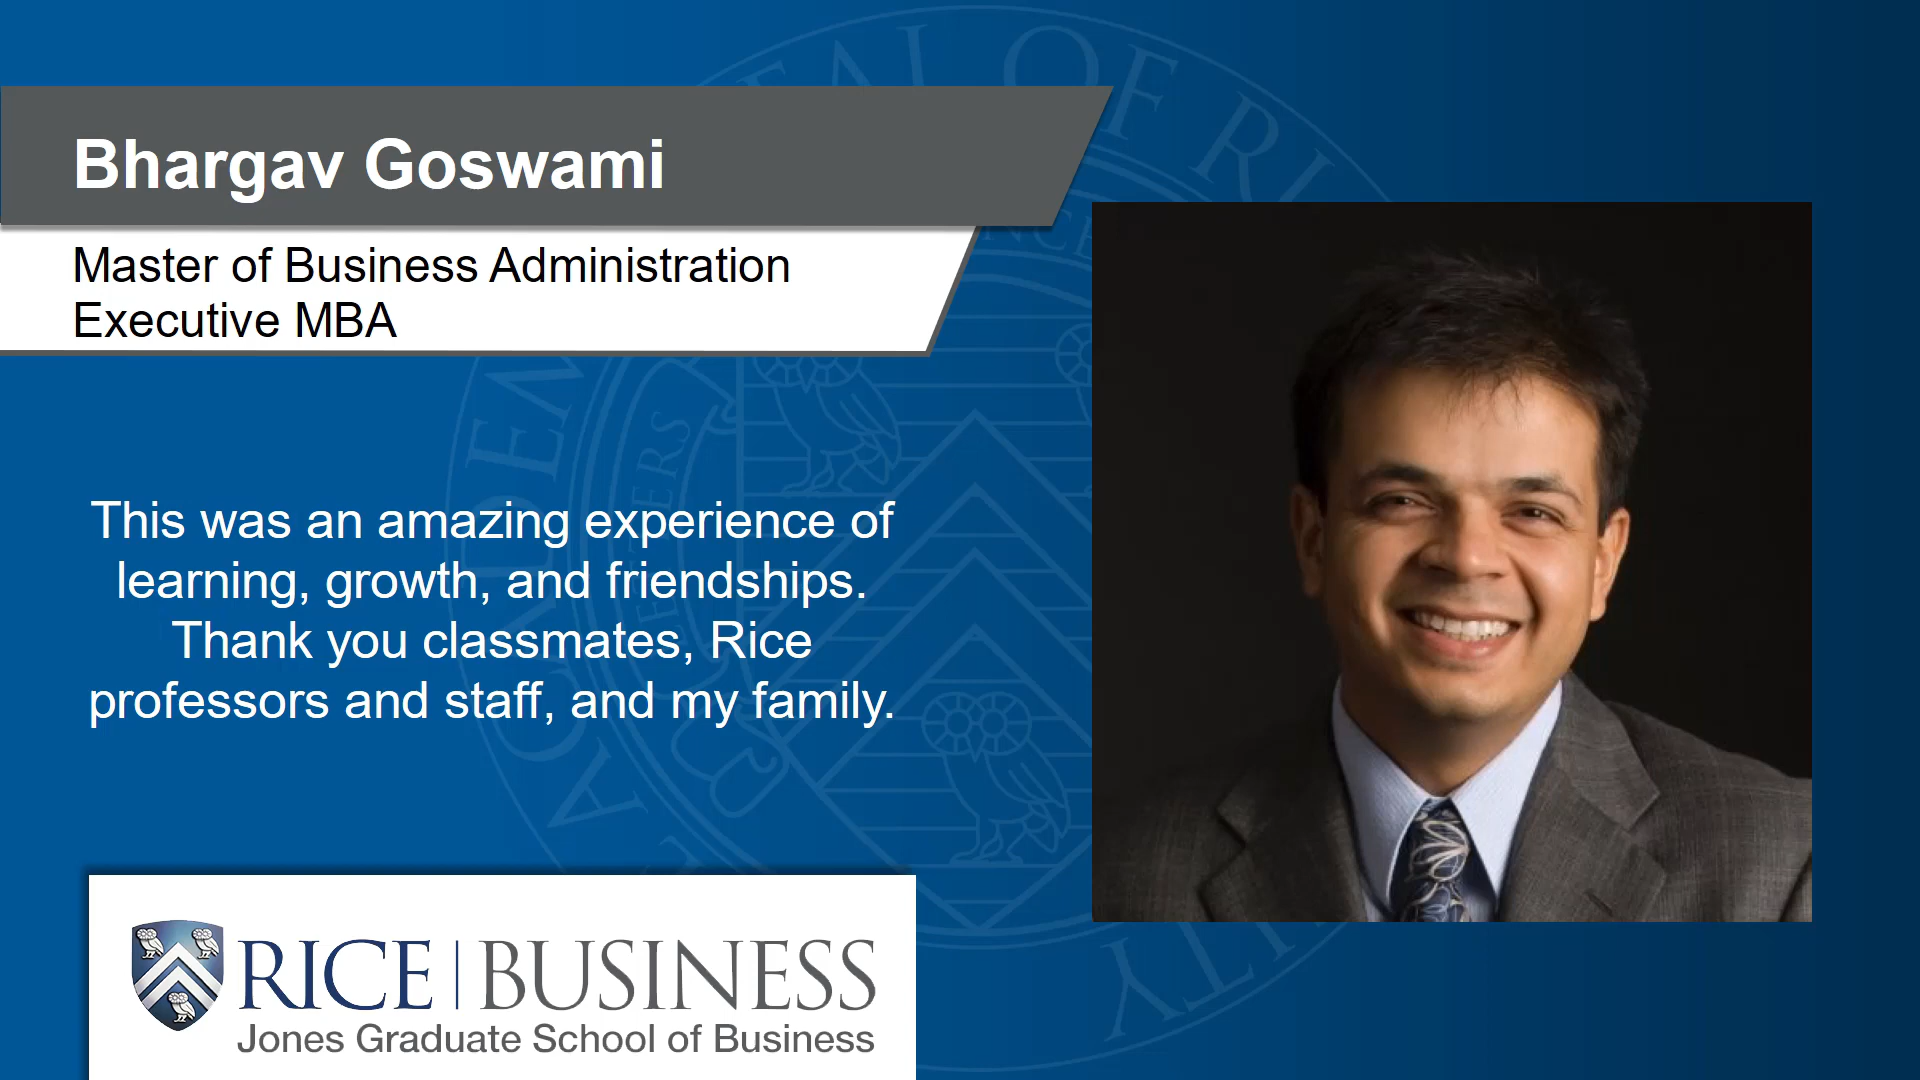 Bhargav Goswami
Master of Business Administration
Executive MBA
This was an amazing experience of
learning, growth, and friendships.
Thank you classmates, Rice
professors and staff, and my family.
RICE | BUSINESS
Jones Graduate School of Business